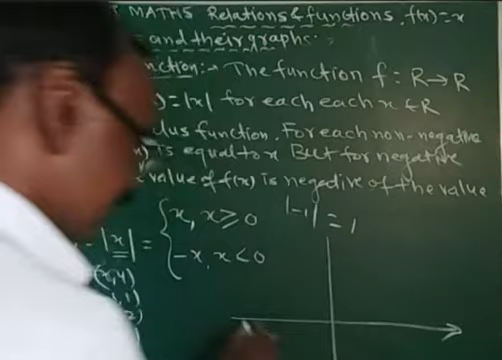 MATHS Relations & functions. f(x) = x
and their graphs:-
nction:→ The function f: R→R
) = |x| for each each x ∈ R
lus function. For each non-negative
) is equal to x But for negative
value of f(x) is negative of the value
|x| = { x, x ≥ 0
-x, x < 0
|-1| = 1